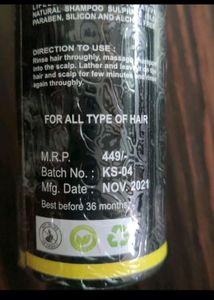 NATURAL SHAMPOO SULPHATE
PARABEN, SILICON AND ALCOHOL
DIRECTION TO USE :
Rinse hair throughly, massage
into the scalp. Lather and leave
hair and scalp for few minutes
again throughly.
FOR ALL TYPE OF HAIR
M.R.P. 449/-
Batch No. : KS-04
Mfg. Date : NOV. 2021
Best before 36 months